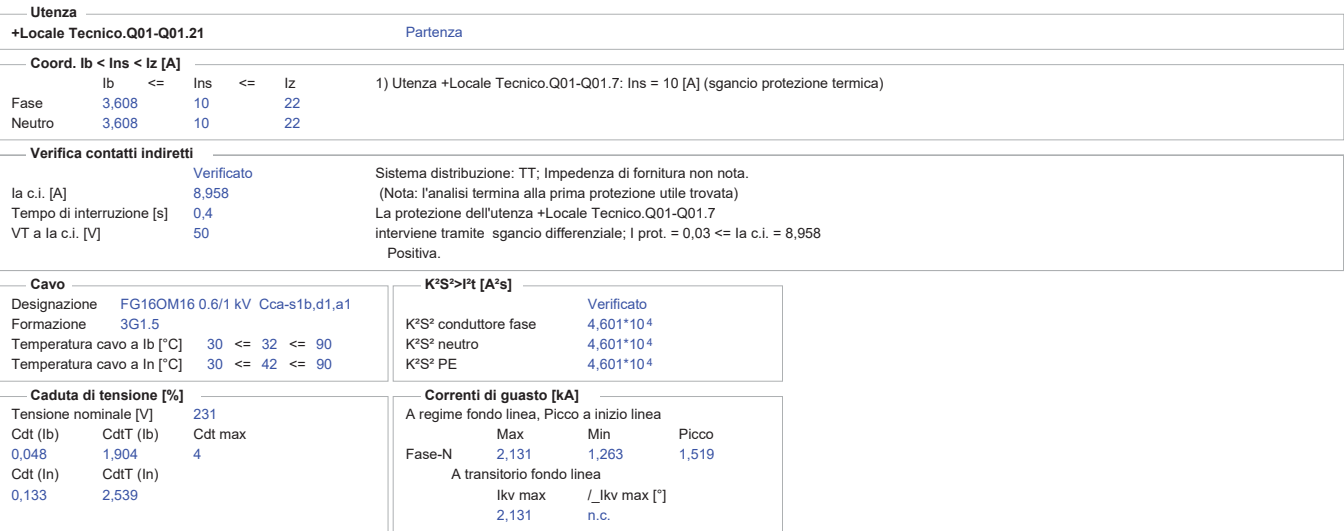 Utenza
+Locale Tecnico.Q01-Q01.21 Partenza
Coord. Ib < Ins < Iz [A]
Ib <= Ins <= Iz 1) Utenza +Locale Tecnico.Q01-Q01.7: Ins = 10 [A] (sgancio protezione termica)
Fase 3,608 10 22
Neutro 3,608 10 22
Verifica contatti indiretti
Verificato Sistema distribuzione: TT; Impedenza di fornitura non nota.
Ia c.i. [A] 8,958 (Nota: l'analisi termina alla prima protezione utile trovata)
Tempo di interruzione [s] 0,4 La protezione dell'utenza +Locale Tecnico.Q01-Q01.7
VT a Ia c.i. [V] 50 interviene tramite sgancio differenziale; I prot. = 0,03 <= Ia c.i. = 8,958
Positiva.
Cavo
Designazione FG16OM16 0.6/1 kV Cca-s1b,d1,a1
Formazione 3G1.5
Temperatura cavo a Ib [°C] 30 <= 32 <= 90
Temperatura cavo a In [°C] 30 <= 42 <= 90
K²S²>I²t [A²s]
Verificato
K²S² conduttore fase 4,601*10⁴
K²S² neutro 4,601*10⁴
K²S² PE 4,601*10⁴
Caduta di tensione [%]
Tensione nominale [V] 231
Cdt (Ib) CdtT (Ib) Cdt max
0,048 1,904 4
Cdt (In) CdtT (In)
0,133 2,539
Correnti di guasto [kA]
A regime fondo linea, Picco a inizio linea
Max Min Picco
Fase-N 2,131 1,263 1,519
A transitorio fondo linea
Ikv max /_Ikv max [°]
2,131 n.c.